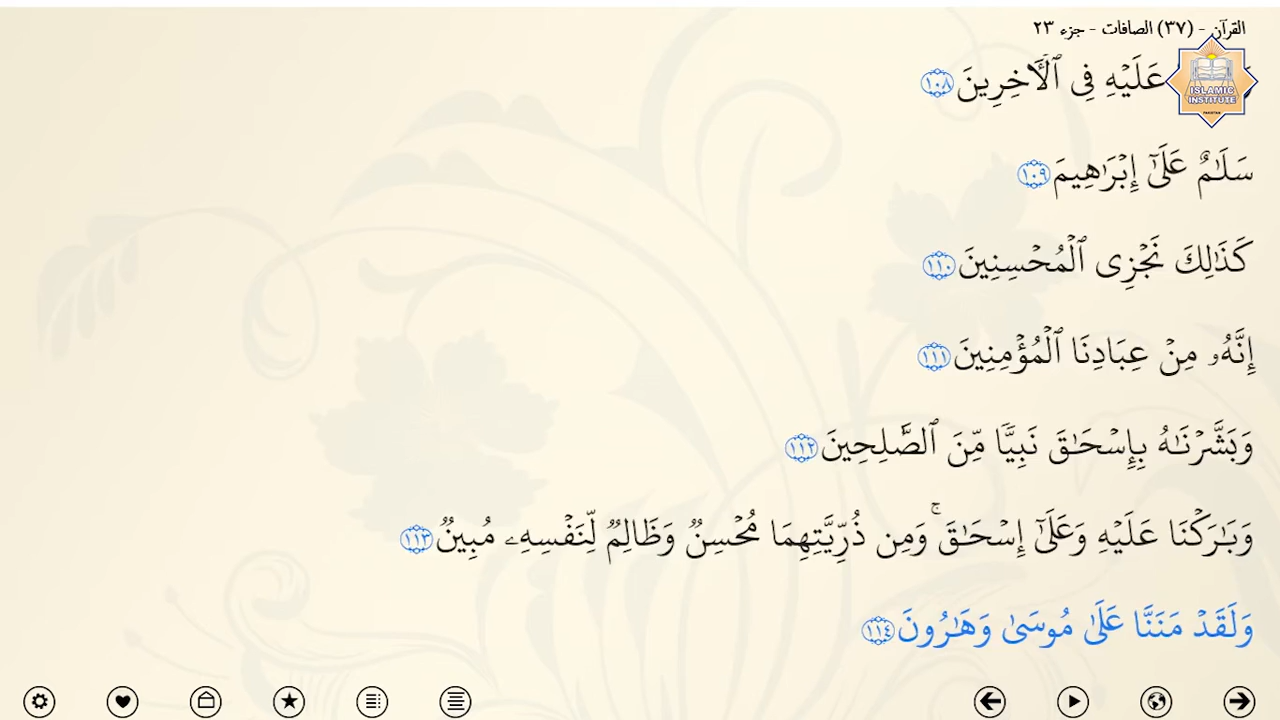 القرآن - (٣٧) الصافات - جزء ٢٣
ISLAMIC
INSTITUTE
عَلَيۡهِ فِى ٱلۡأَخِرِينَ ١٠٨
سَلَـٰمٌ عَلَىٰٓ إِبۡرَٰهِيمَ ١٠٩
كَذَٰلِكَ نَجۡزِى ٱلۡمُحۡسِنِينَ ١١٠
إِنَّهُۥ مِنۡ عِبَادِنَا ٱلۡمُؤۡمِنِينَ ١١١
وَبَشَّرۡنَـٰهُ بِإِسۡحَـٰقَ نَبِيًّا مِّنَ ٱلصَّـٰلِحِينَ ١١٢
وَبَـٰرَكۡنَا عَلَيۡهِ وَعَلَىٰٓ إِسۡحَـٰقَ ۚ وَمِن ذُرِّيَّتِهِمَا مُحۡسِنٌ وَظَالِمٌ لِّنَفۡسِهِۦ مُبِينٌ ١١٣
وَلَقَدۡ مَنَنَّا عَلَىٰ مُوسَىٰ وَهَـٰرُونَ ١١٤